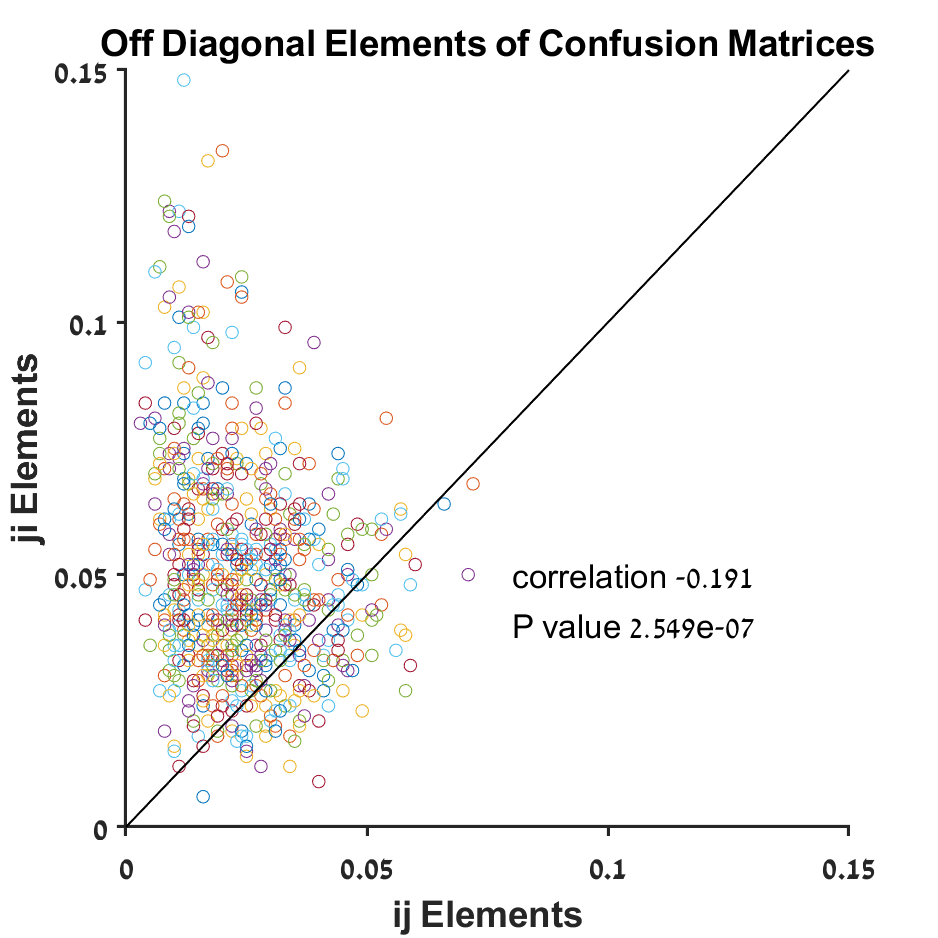 Off Diagonal Elements of Confusion Matrices
0.15
0.1
0.05
0
ji Elements
correlation -0.191
P value 2.549e-07
0 0.05 0.1 0.15
ij Elements